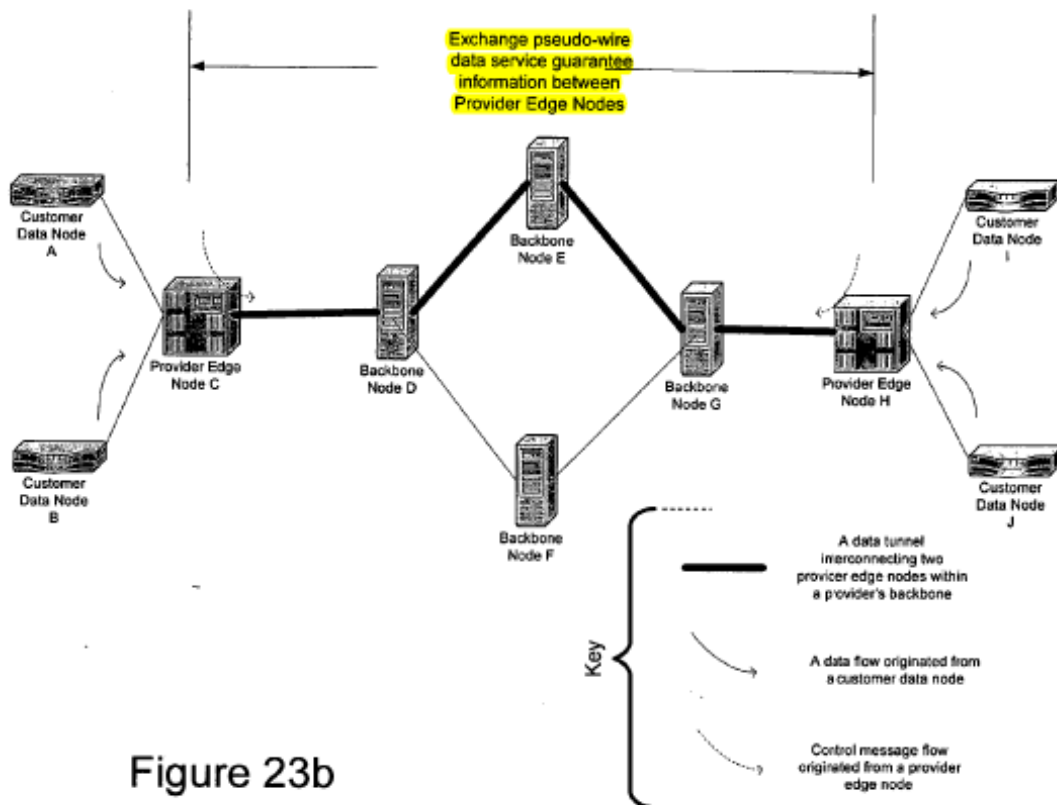 Exchange pseudo-wire
data service guarantee
information between
Provider Edge Nodes
Customer
Data Node
A
Backbone
Node E
Customer
Data Node
I
Provider Edge
Node C
Backbone
Node D
Backbone
Node G
Provider Edge
Node H
Customer
Data Node
B
Backbone
Node F
Customer
Data Node
J
Key
A data tunnel
interconnecting two
provicer edge nodes within
a provider's backbone
A data flow originated from
a customer data node
Control message flow
originated from a provider
edge node
Figure 23b